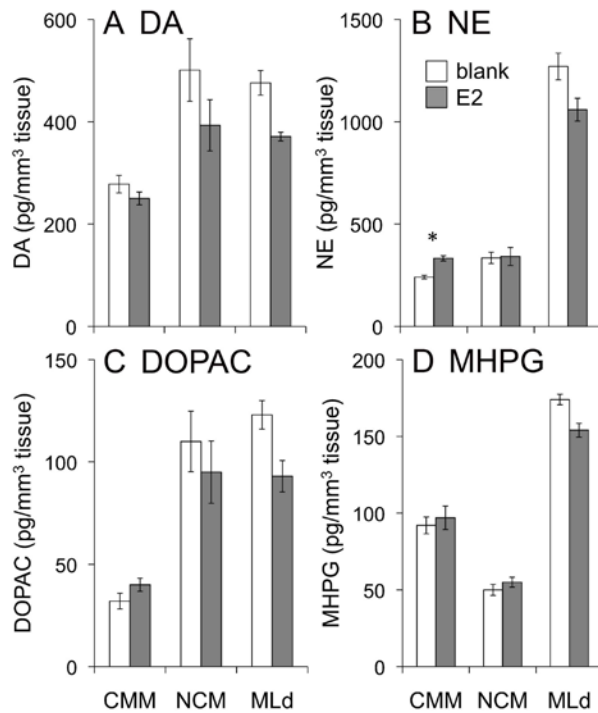 A DA
DA (pg/mm³ tissue)
600
400
200
0
B NE
NE (pg/mm³ tissue)
1500
1000
500
0
blank
E2
*
C DOPAC
DOPAC (pg/mm³ tissue)
150
100
50
0
CMM NCM MLd
D MHPG
MHPG (pg/mm³ tissue)
200
150
100
50
0
CMM NCM MLd